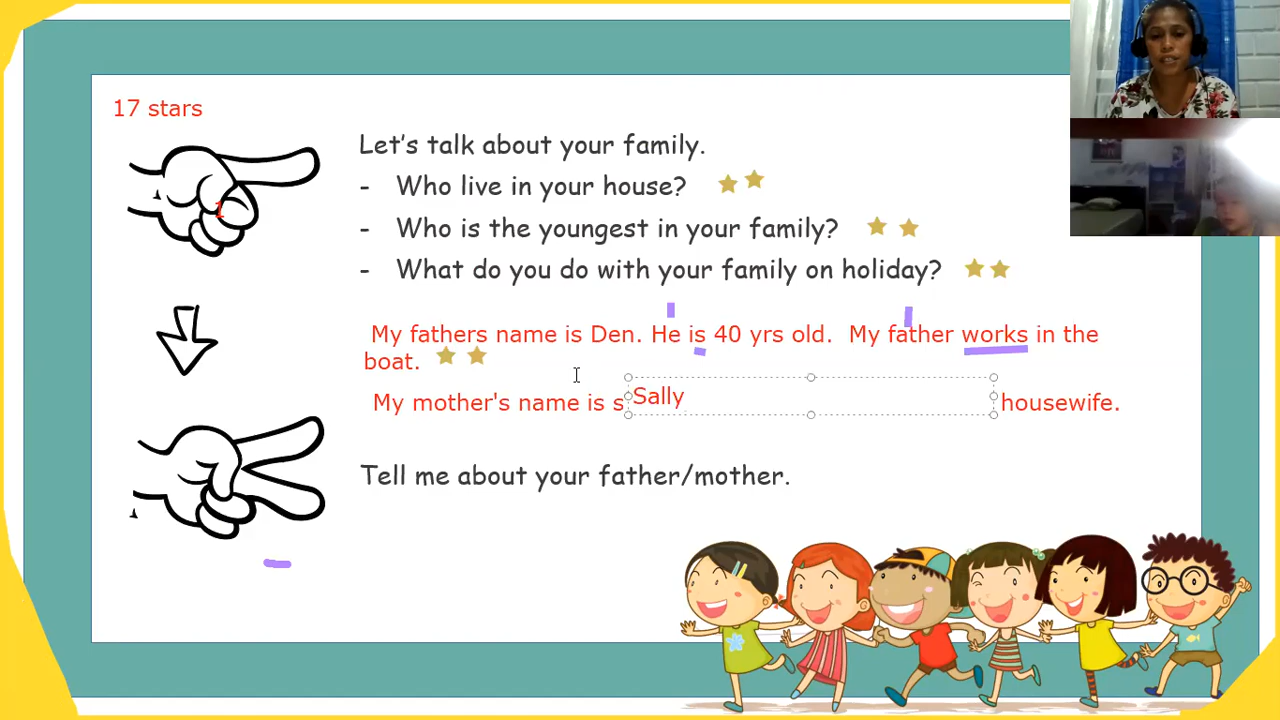 17 stars
Let's talk about your family.
- Who live in your house?
- Who is the youngest in your family?
- What do you do with your family on holiday?
1
My fathers name is Den. He is 40 yrs old. My father works in the
boat.
My mother's name is s Sally housewife.
Tell me about your father/mother.